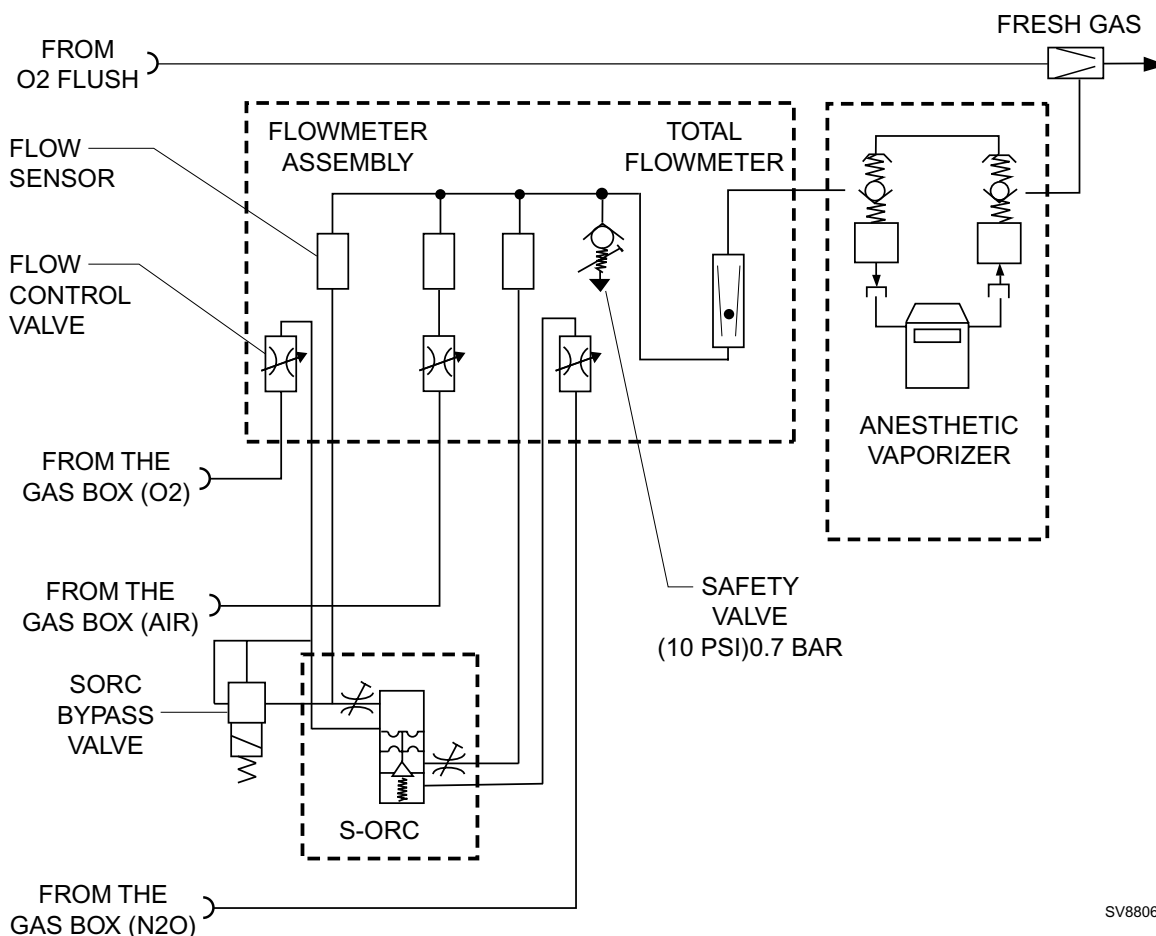 FRESH GAS
FROM
O2 FLUSH
FLOWMETER
ASSEMBLY
TOTAL
FLOWMETER
FLOW
SENSOR
FLOW
CONTROL
VALVE
ANESTHETIC
VAPORIZER
FROM THE
GAS BOX (O2)
FROM THE
GAS BOX (AIR)
SAFETY
VALVE
(10 PSI)0.7 BAR
SORC
BYPASS
VALVE
S-ORC
FROM THE
GAS BOX (N2O)
SV8806